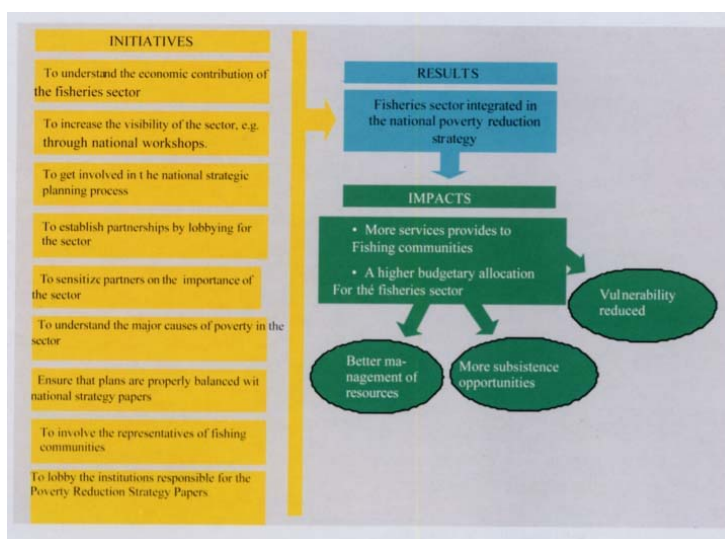 INITIATIVES
To understand the economic contribution of
the fisheries sector
To increase the visibility of the sector, e.g.
through national workshops.
To get involved in t he national strategic
planning process
To establish partnerships by lobbying for
the sector
To sensitize partners on the importance of
the sector
To understand the major causes of poverty in the
sector
Ensure that plans are properly balanced wit
national strategy papers
To involve the representatives of fishing
communities
To lobby the institutions responsible for the
Poverty Reduction Strategy Papers
RESULTS
Fisheries sector integrated in
the national poverty reduction
strategy
IMPACTS
• More services provides to
Fishing communities
• A higher budgetary allocation
For the fisheries sector
Vulnerability
reduced
Better ma-
nagement of
resources
More subsistence
opportunities